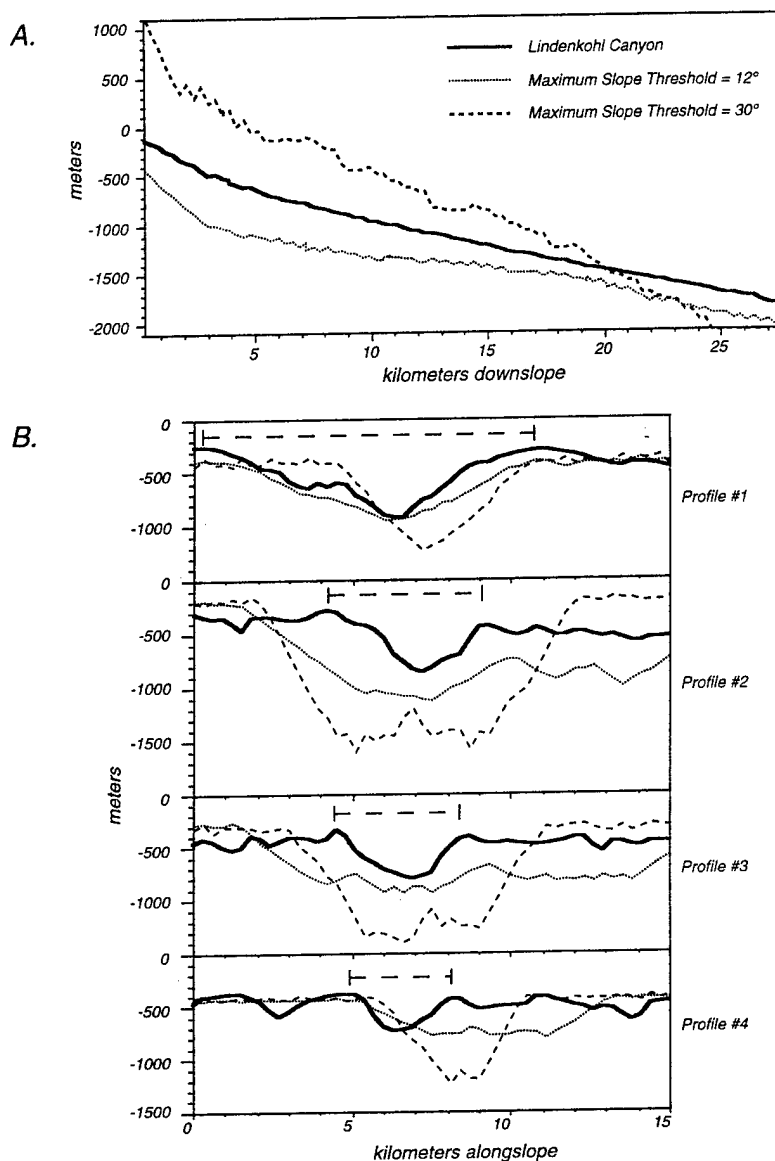 A.
1000
500
0
-500
-1000
-1500
-2000
meters
Lindenkohl Canyon
Maximum Slope Threshold = 12°
Maximum Slope Threshold = 30°
5
10
15
20
25
kilometers downslope
B.
0
-500
-1000
Profile #1
0
-500
-1000
-1500
Profile #2
meters
0
-500
-1000
Profile #3
0
-500
-1000
-1500
Profile #4
0
5
10
15
kilometers alongslope